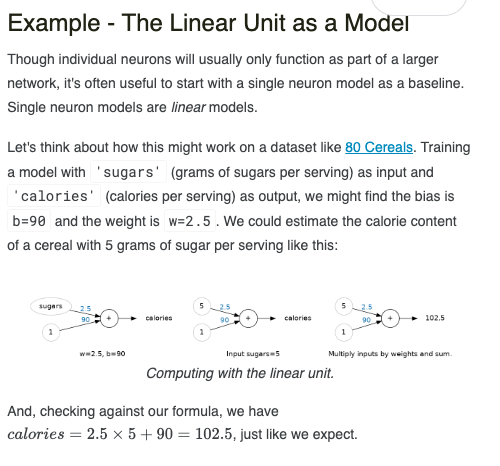 Example - The Linear Unit as a Model
Though individual neurons will usually only function as part of a larger
network, it's often useful to start with a single neuron model as a baseline.
Single neuron models are linear models.
Let's think about how this might work on a dataset like 80 Cereals. Training
a model with 'sugars' (grams of sugars per serving) as input and
'calories' (calories per serving) as output, we might find the bias is
b=90 and the weight is w=2.5 . We could estimate the calorie content
of a cereal with 5 grams of sugar per serving like this:
sugars 2.5 90 + 1 calories
w=2.5, b=90
5 2.5 90 + 1 calories
Input sugars=5
5 2.5 90 + 1 102.5
Multiply inputs by weights and sum.
Computing with the linear unit.
And, checking against our formula, we have
calories = 2.5 × 5 + 90 = 102.5, just like we expect.